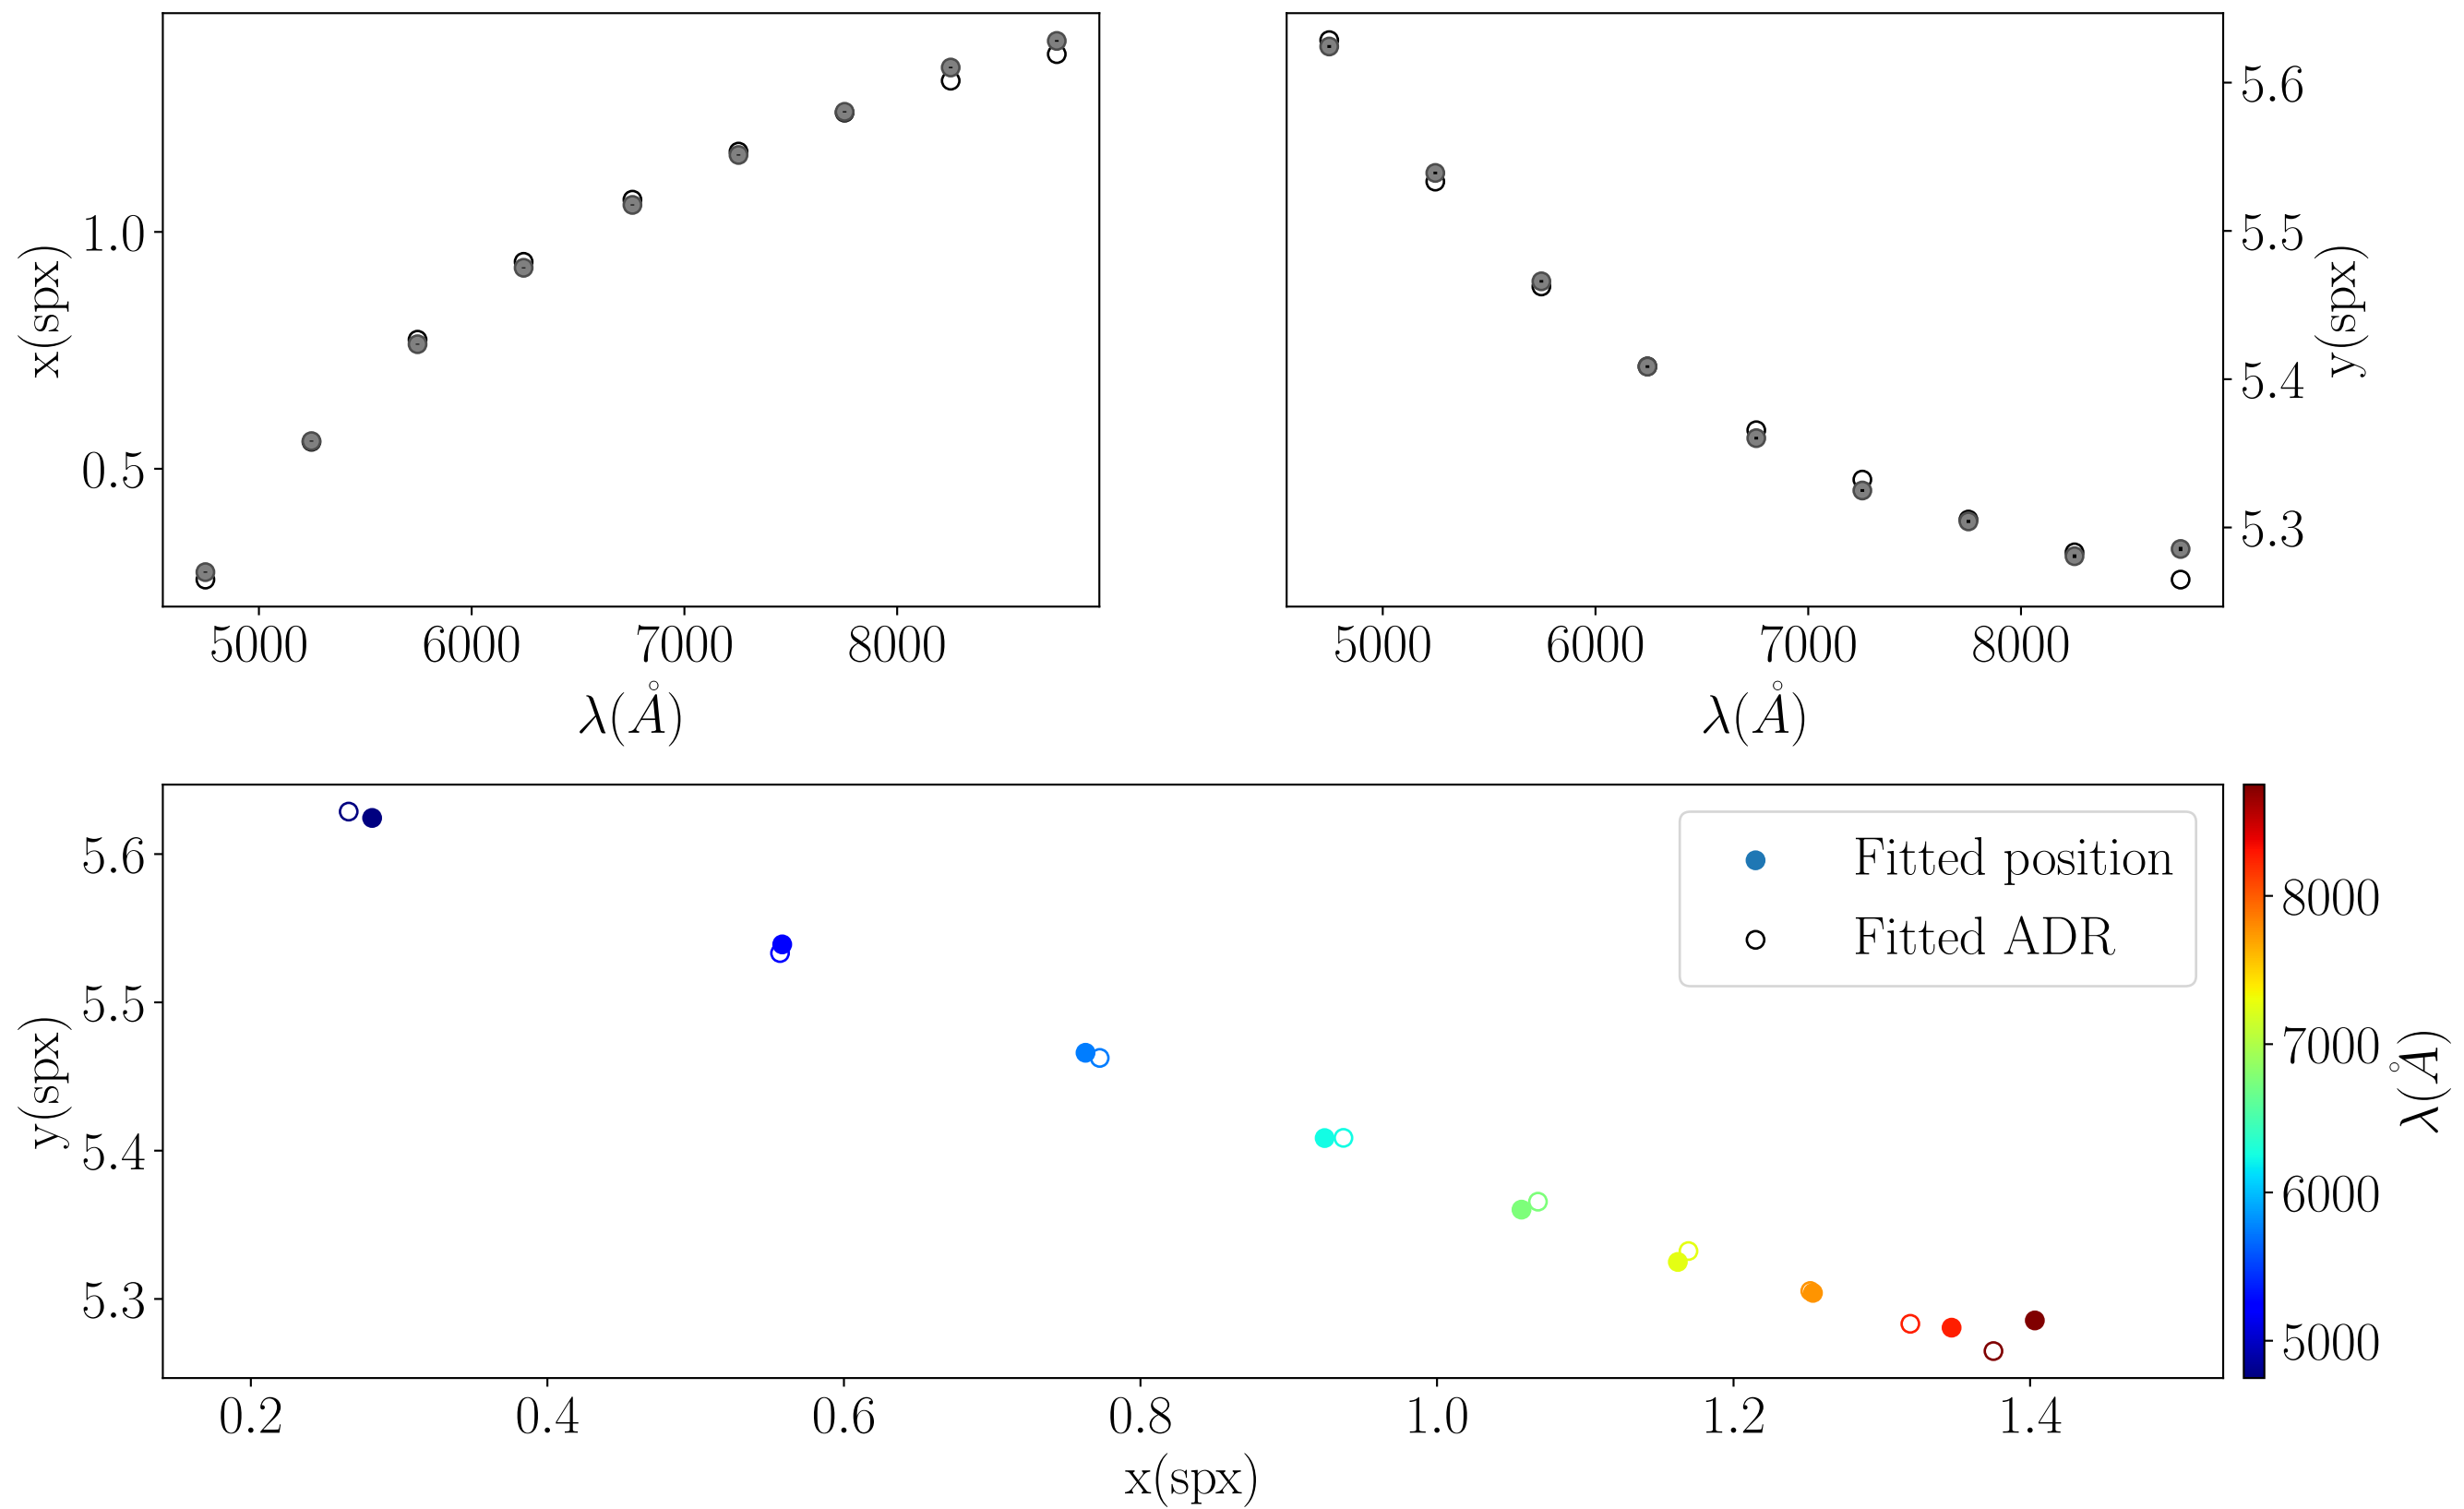 1.0
0.5
x(spx)
5000 6000 7000 8000
λ(Å)
5.6
5.5
5.4
5.3
y(spx)
5000 6000 7000 8000
λ(Å)
5.6
5.5
5.4
5.3
y(spx)
0.2 0.4 0.6 0.8 1.0 1.2 1.4
x(spx)
Fitted position
Fitted ADR
8000
7000
6000
5000
λ(Å)